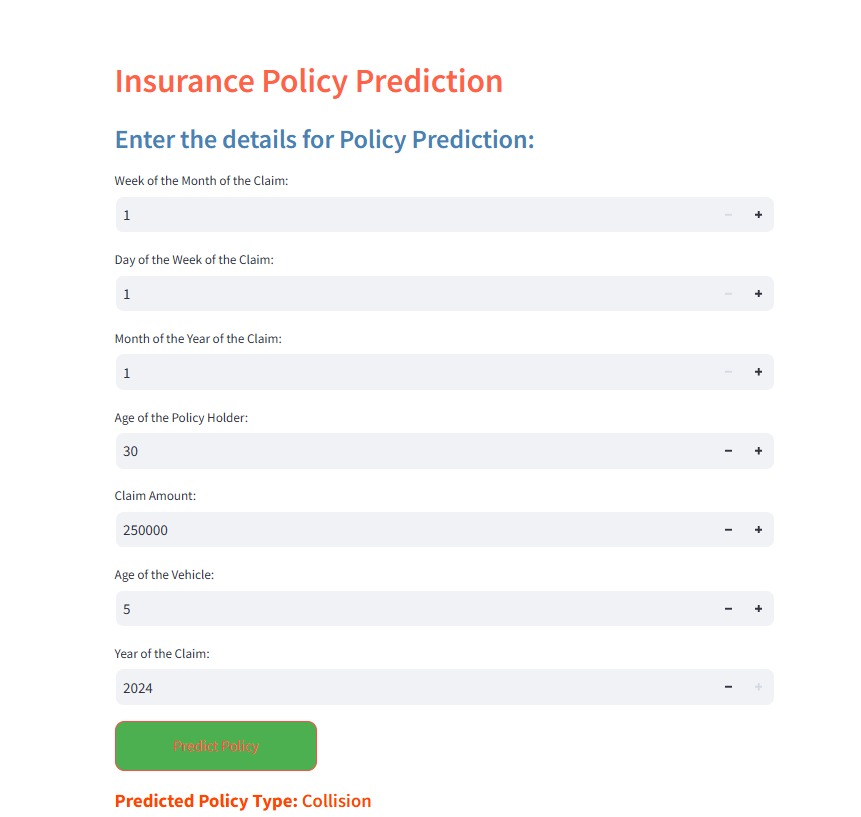 Insurance Policy Prediction
Enter the details for Policy Prediction:
Week of the Month of the Claim:
1
Day of the Week of the Claim:
1
Month of the Year of the Claim:
1
Age of the Policy Holder:
30
Claim Amount:
250000
Age of the Vehicle:
5
Year of the Claim:
2024
Predict Policy
Predicted Policy Type: Collision